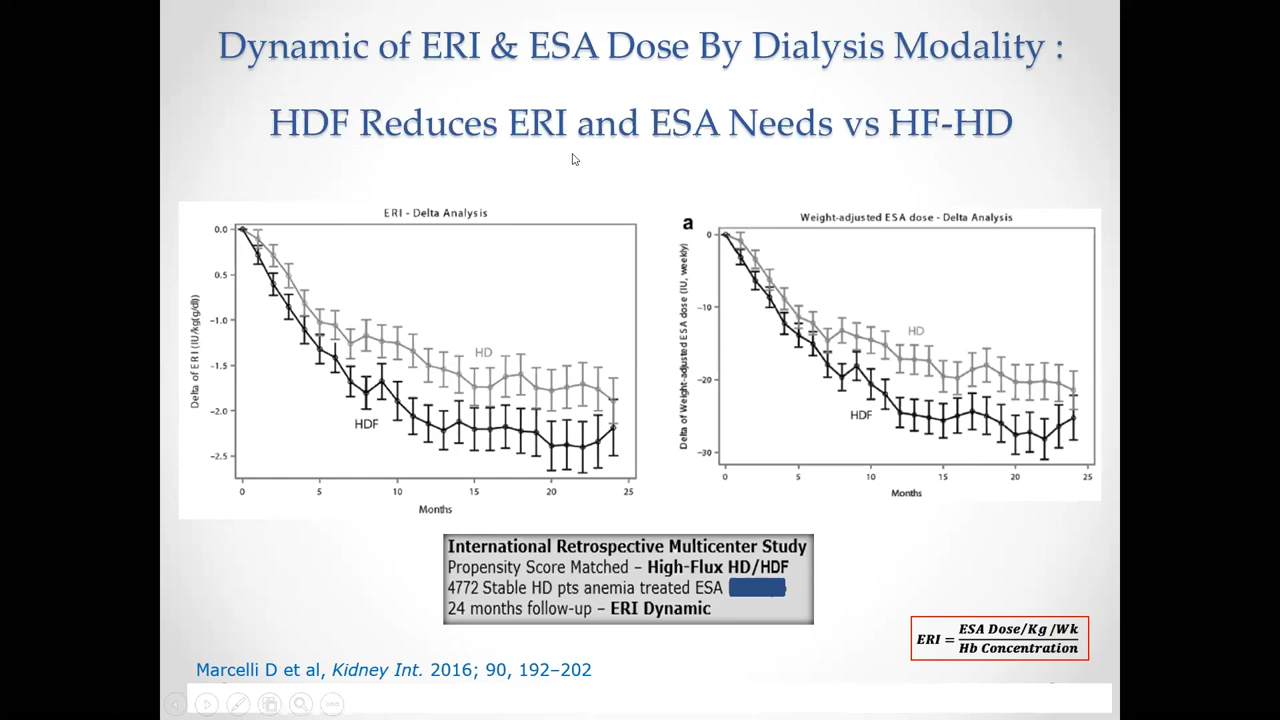 Dynamic of ERI & ESA Dose By Dialysis Modality :
HDF Reduces ERI and ESA Needs vs HF-HD
ERI - Delta Analysis
0.0
0.5
-1.0
-1.5
-2.0
-2.5
Delta of ERI (IU/kg(g/dl))
HD
HDF
0 5 10 15 20 25
Months
a
Weight-adjusted ESA dose - Delta Analysis
0
-10
-20
-30
Delta of Weight-adjusted ESA dose (IU, weekly)
HD
HDF
0 5 10 15 20 25
Months
International Retrospective Multicenter Study
Propensity Score Matched – High-Flux HD/HDF
4772 Stable HD pts anemia treated ESA
24 months follow-up – ERI Dynamic
ERI = ESA Dose/Kg /Wk
Hb Concentration
Marcelli D et al, Kidney Int. 2016; 90, 192–202